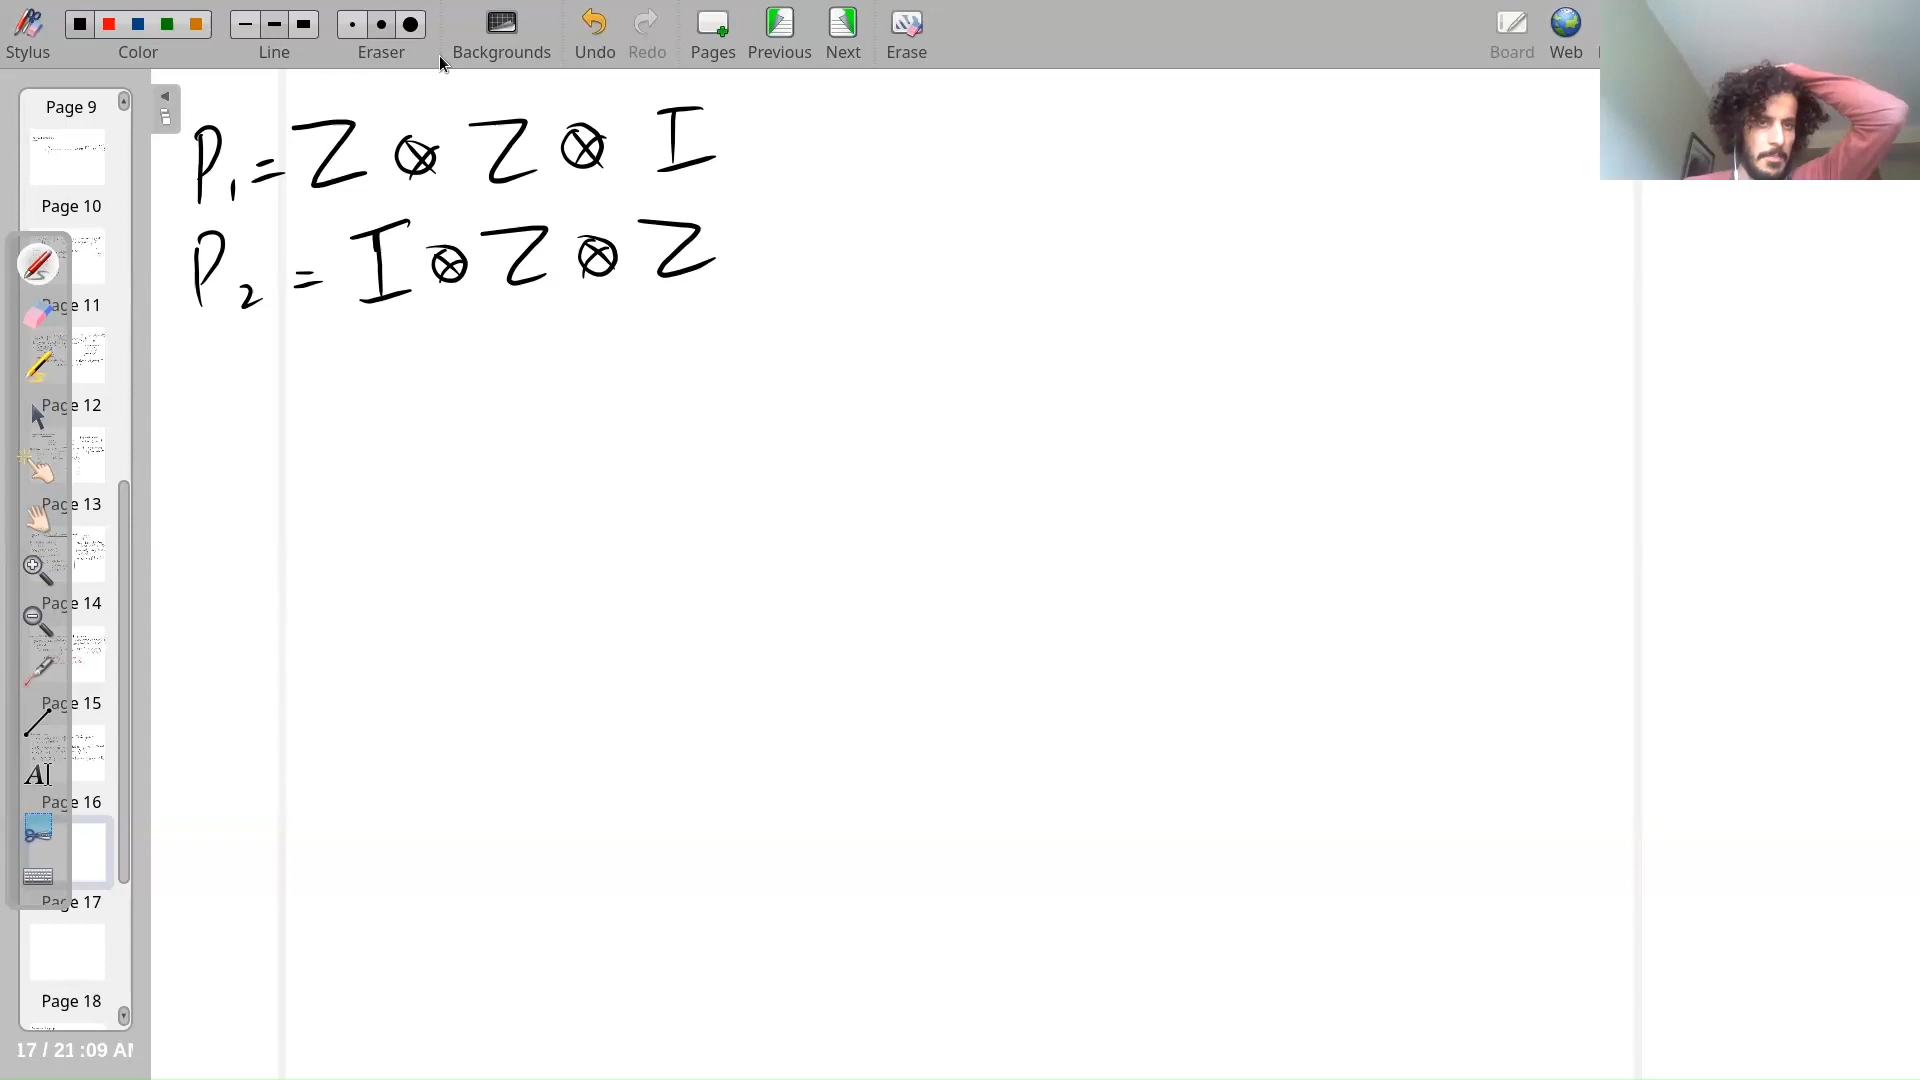 Stylus Color Line Eraser Backgrounds Undo Redo Pages Previous Next Erase Board Web
Page 9
Page 10
Page 11
Page 12
Page 13
Page 14
Page 15
Page 16
Page 17
Page 18
17 / 21 :09 AM
P₁ = Z ⊗ Z ⊗ I
P₂ = I ⊗ Z ⊗ Z